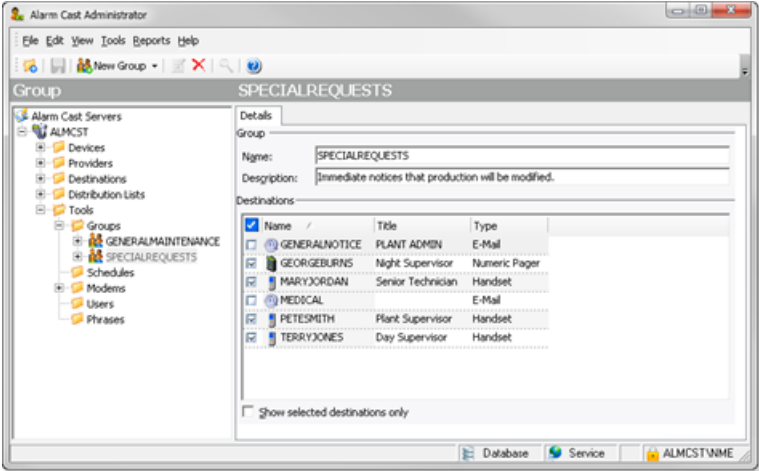 Alarm Cast Administrator
File Edit View Tools Reports Help
New Group
Group
SPECIALREQUESTS
Alarm Cast Servers
ALMCST
Devices
Providers
Destinations
Distribution Lists
Tools
Groups
GENERALMAINTENANCE
SPECIALREQUESTS
Schedules
Modems
Users
Phrases
Details
Group
Name: SPECIALREQUESTS
Description: Immediate notices that production will be modified.
Destinations
Name Title Type
GENERALNOTICE PLANT ADMIN E-Mail
GEORGEBURNS Night Supervisor Numeric Pager
MARYJORDAN Senior Technician Handset
MEDICAL E-Mail
PETESMITH Plant Supervisor Handset
TERRYJONES Day Supervisor Handset
Show selected destinations only
Database Service ALMCST\NME